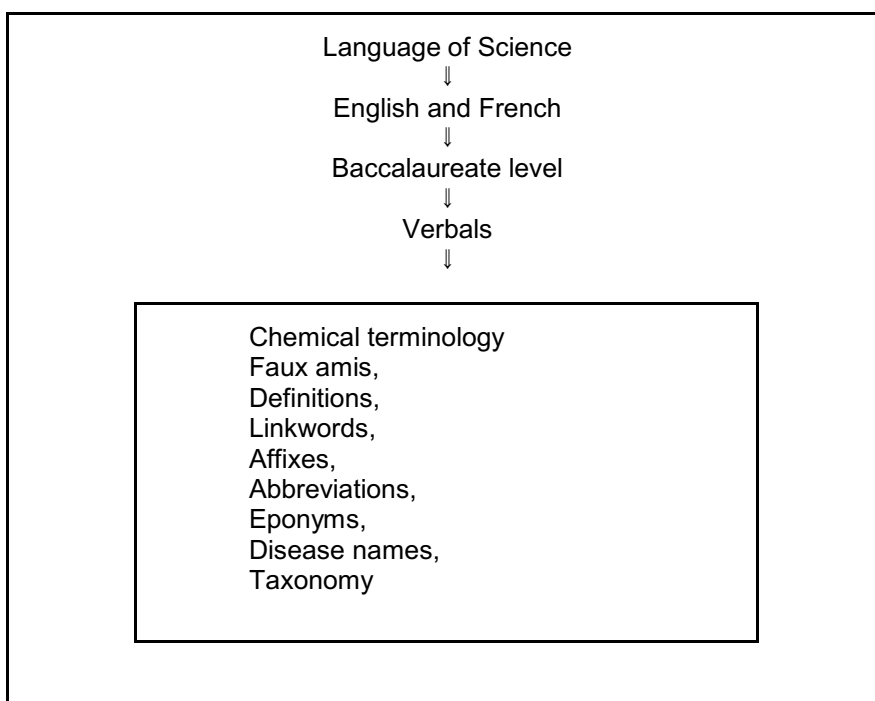 Language of Science
⇓
English and French
⇓
Baccalaureate level
⇓
Verbals
⇓
Chemical terminology
Faux amis,
Definitions,
Linkwords,
Affixes,
Abbreviations,
Eponyms,
Disease names,
Taxonomy